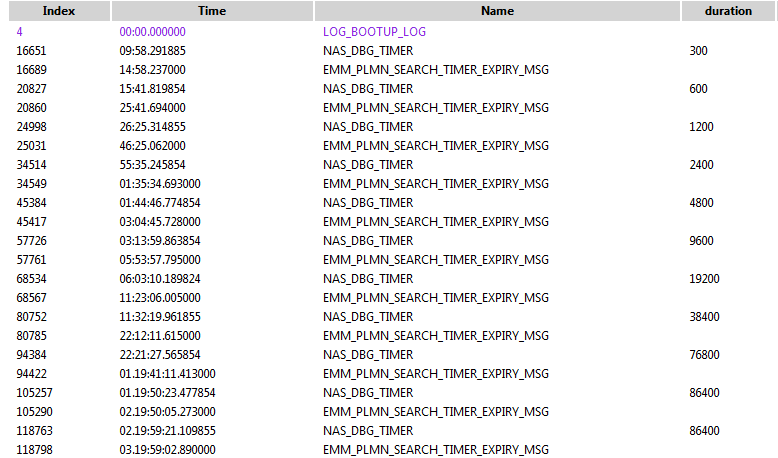 Index Time Name duration
4 00:00.000000 LOG_BOOTUP_LOG
16651 09:58.291885 NAS_DBG_TIMER 300
16689 14:58.237000 EMM_PLMN_SEARCH_TIMER_EXPIRY_MSG
20827 15:41.819854 NAS_DBG_TIMER 600
20860 25:41.694000 EMM_PLMN_SEARCH_TIMER_EXPIRY_MSG
24998 26:25.314855 NAS_DBG_TIMER 1200
25031 46:25.062000 EMM_PLMN_SEARCH_TIMER_EXPIRY_MSG
34514 55:35.245854 NAS_DBG_TIMER 2400
34549 01:35:34.693000 EMM_PLMN_SEARCH_TIMER_EXPIRY_MSG
45384 01:44:46.774854 NAS_DBG_TIMER 4800
45417 03:04:45.728000 EMM_PLMN_SEARCH_TIMER_EXPIRY_MSG
57726 03:13:59.863854 NAS_DBG_TIMER 9600
57761 05:53:57.795000 EMM_PLMN_SEARCH_TIMER_EXPIRY_MSG
68534 06:03:10.189824 NAS_DBG_TIMER 19200
68567 11:23:06.005000 EMM_PLMN_SEARCH_TIMER_EXPIRY_MSG
80752 11:32:19.961855 NAS_DBG_TIMER 38400
80785 22:12:11.615000 EMM_PLMN_SEARCH_TIMER_EXPIRY_MSG
94384 22:21:27.565854 NAS_DBG_TIMER 76800
94422 01.19:41:11.413000 EMM_PLMN_SEARCH_TIMER_EXPIRY_MSG
105257 01.19:50:23.477854 NAS_DBG_TIMER 86400
105290 02.19:50:05.273000 EMM_PLMN_SEARCH_TIMER_EXPIRY_MSG
118763 02.19:59:21.109855 NAS_DBG_TIMER 86400
118798 03.19:59:02.890000 EMM_PLMN_SEARCH_TIMER_EXPIRY_MSG